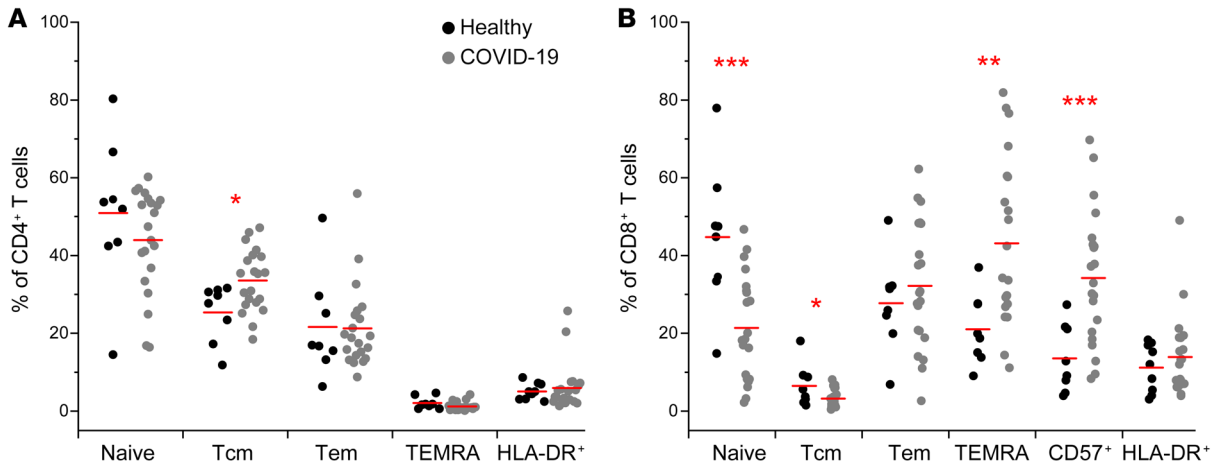 A
Healthy
COVID-19
% of CD4⁺ T cells
100
80
60
40
20
0
*
Naive Tcm Tem TEMRA HLA-DR⁺
B
% of CD8⁺ T cells
100
80
60
40
20
0
***
*
**
***
Naive Tcm Tem TEMRA CD57⁺ HLA-DR⁺